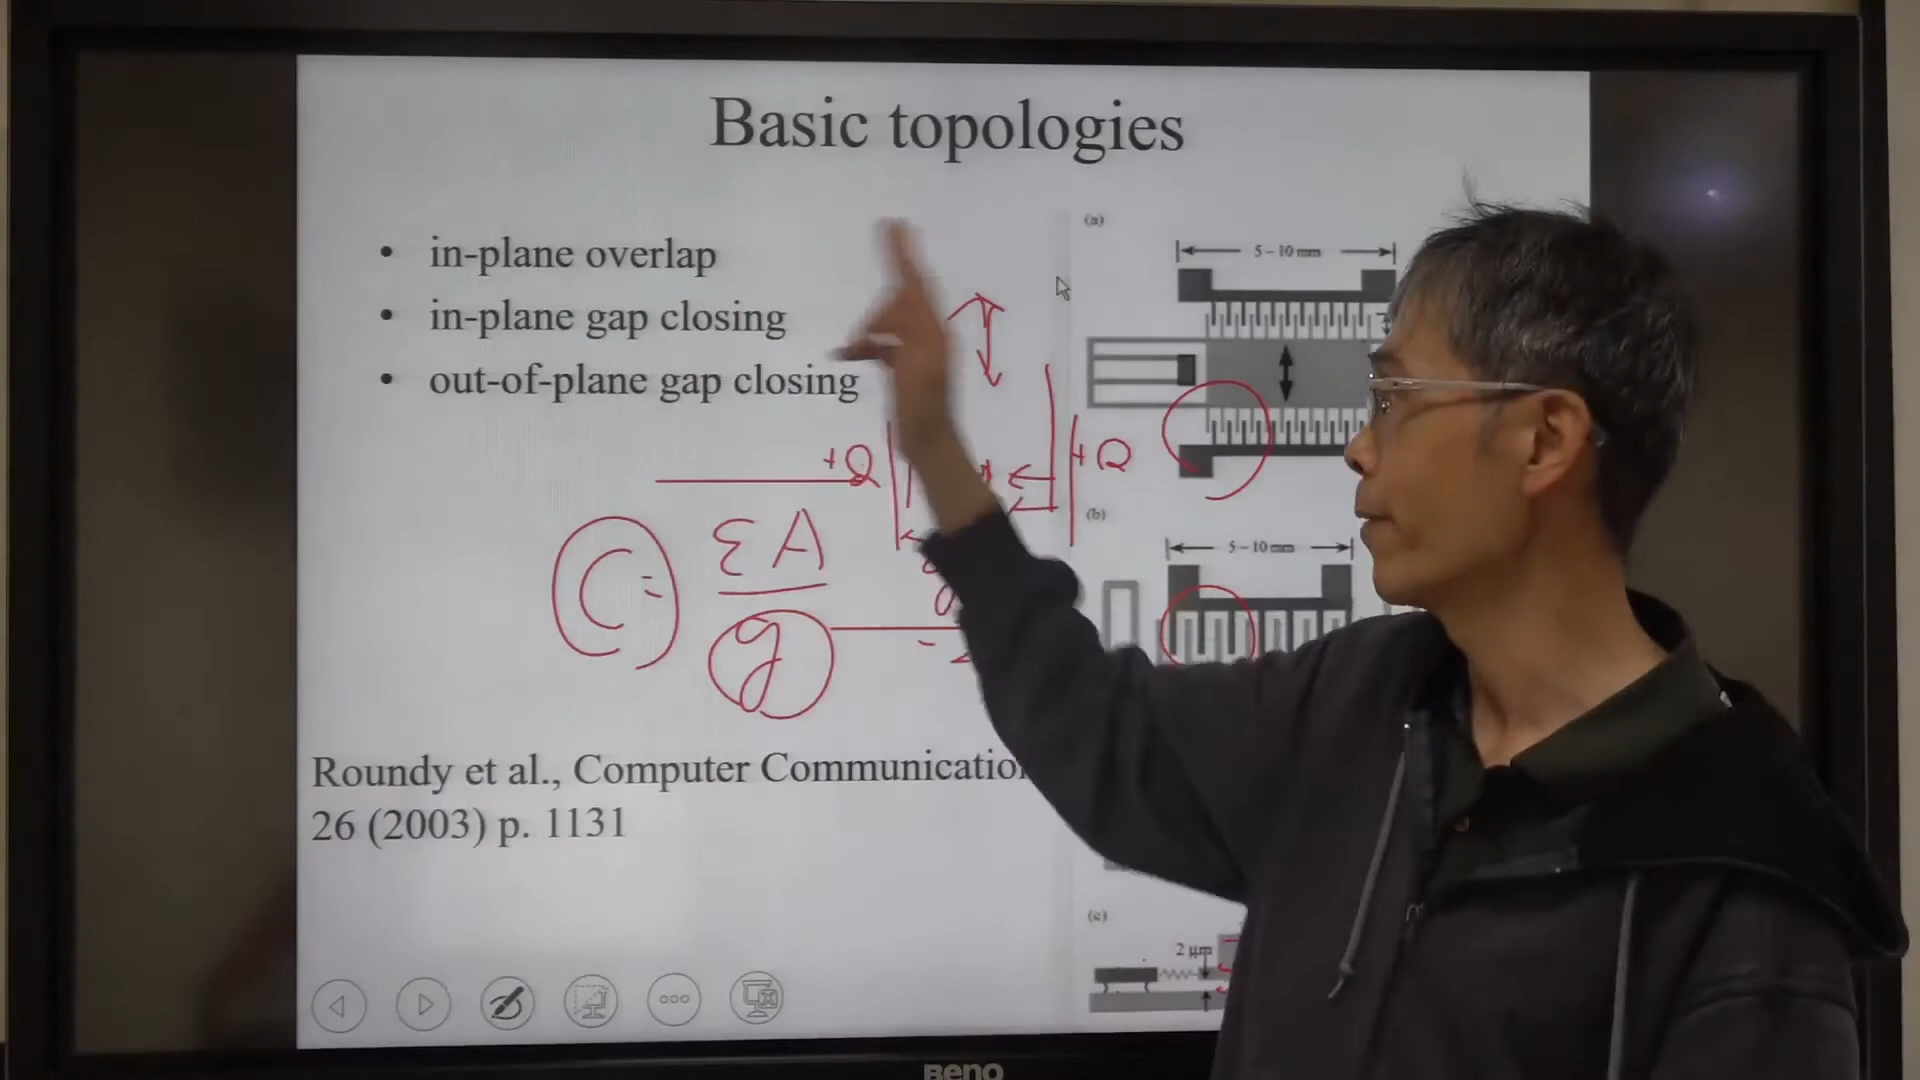 Basic topologies
• in-plane overlap
• in-plane gap closing
• out-of-plane gap closing
(a)
5 – 10 mm
+Q
+Q
C = εA
g
(b)
5 – 10 mm
Roundy et al., Computer Communicatio
26 (2003) p. 1131
(c)
2 μm
BenQ